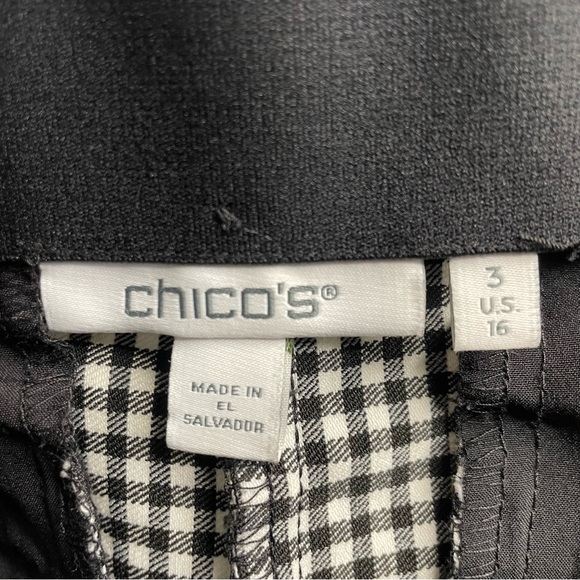 chico's®
3
U.S.
16
MADE IN
EL
SALVADOR